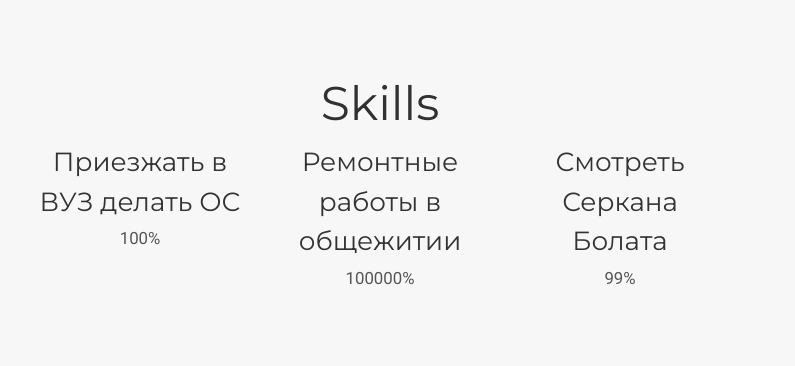 Skills
Приезжать в
ВУЗ делать ОС
100%
Ремонтные
работы в
общежитии
100000%
Смотреть
Серкана
Болата
99%